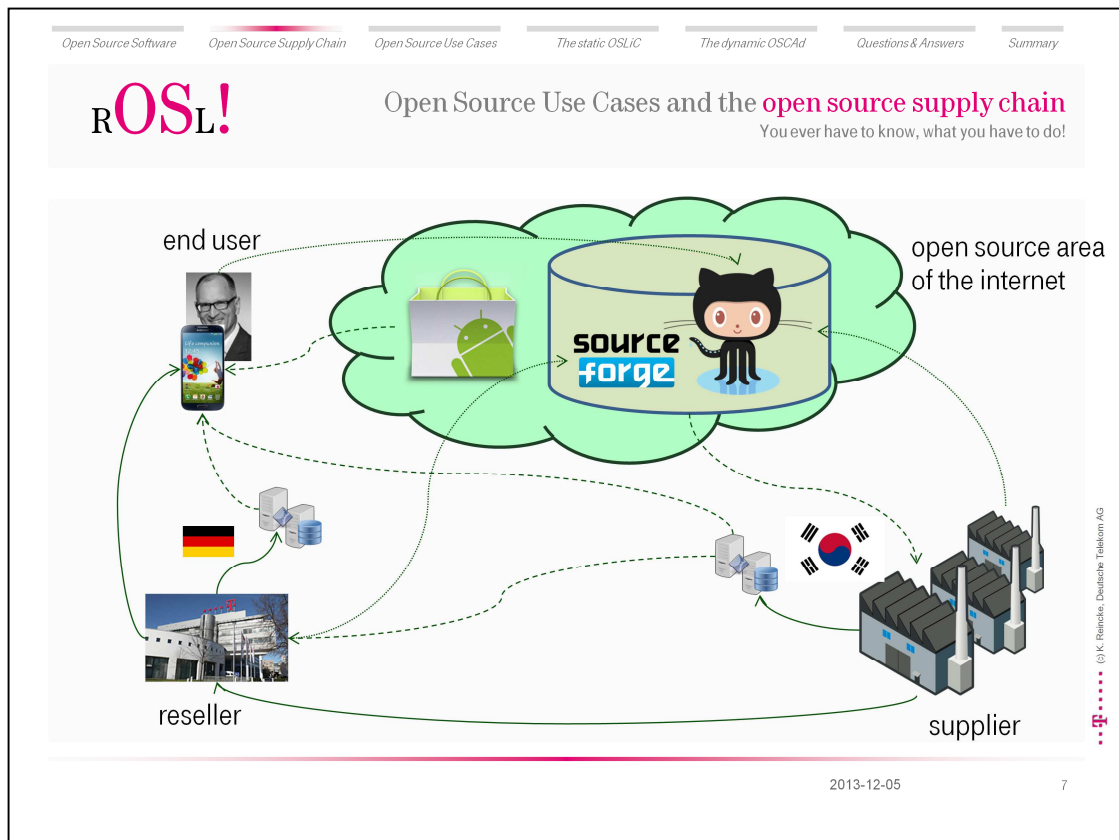 Open Source Software
Open Source Supply Chain
Open Source Use Cases
The static OSLiC
The dynamic OSCAd
Questions & Answers
Summary
ROSL!
Open Source Use Cases and the open source supply chain
You ever have to know, what you have to do!
end user
open source area
of the internet
source
forge
Life companion
reseller
supplier
(c) K. Reincke, Deutsche Telekom AG
T
2013-12-05
7